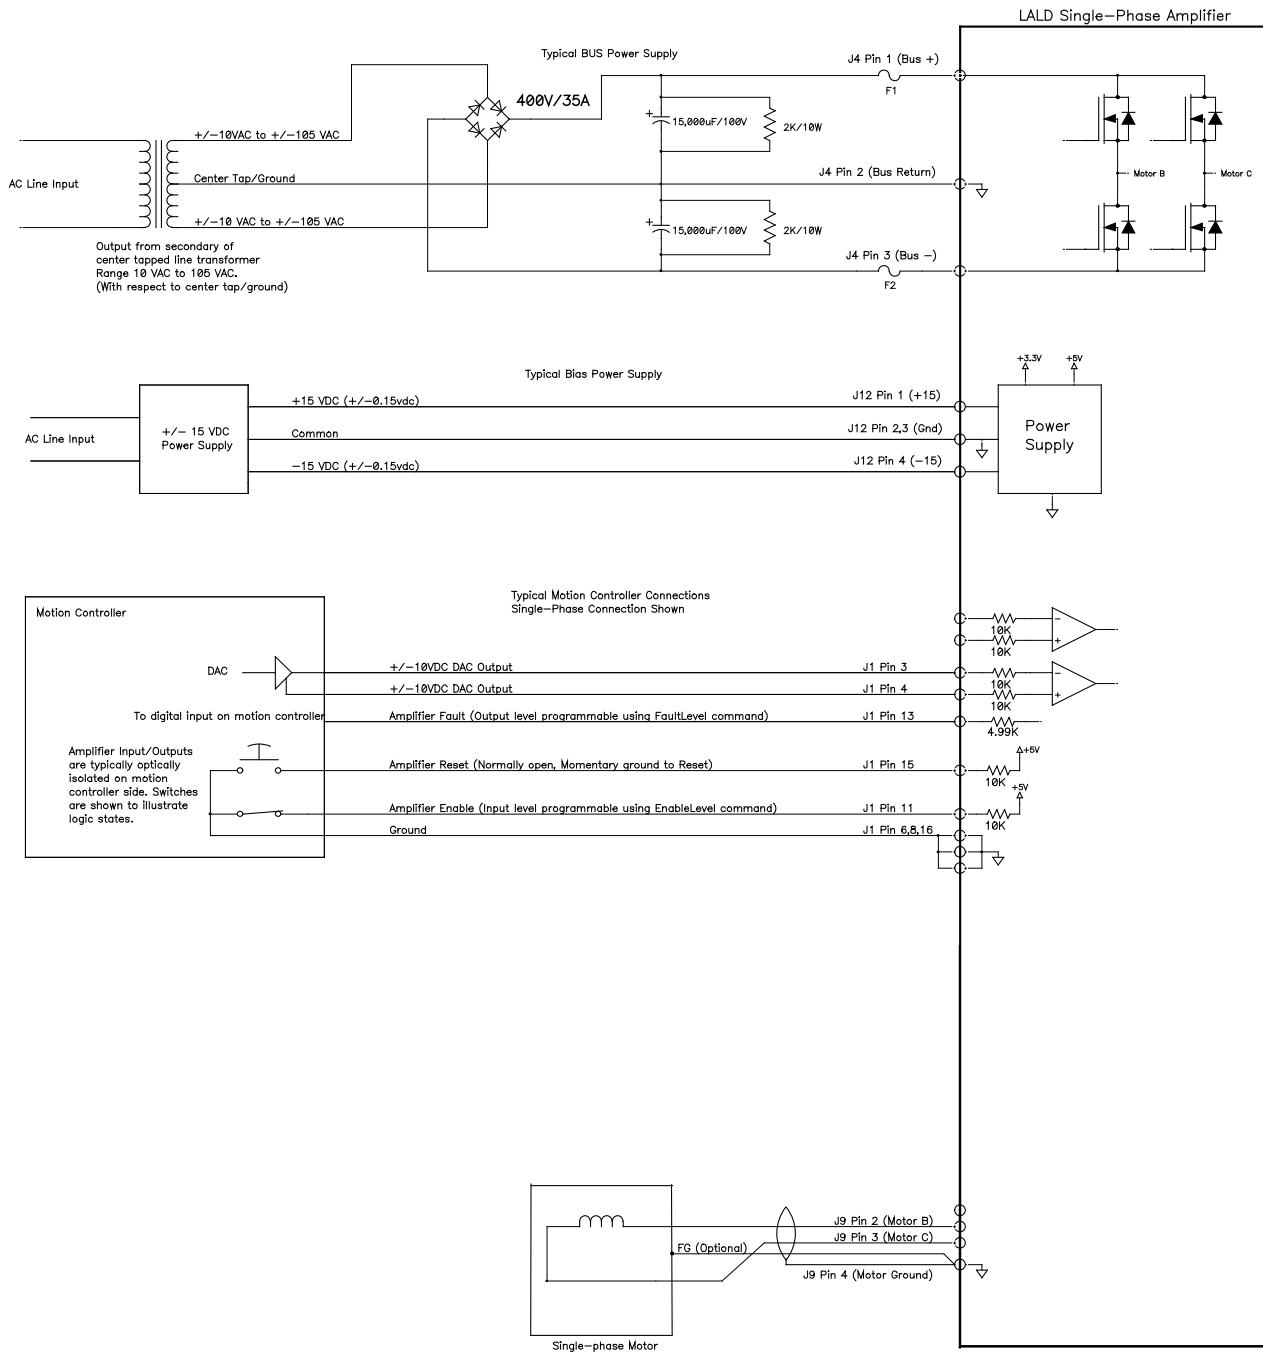 LALD Single-Phase Amplifier
Typical BUS Power Supply
J4 Pin 1 (Bus +)
F1
400V/35A
+/-10VAC to +/-105 VAC
15,000uF/100V
2K/10W
AC Line Input
Center Tap/Ground
J4 Pin 2 (Bus Return)
Motor B
Motor C
+/-10 VAC to +/-105 VAC
15,000uF/100V
2K/10W
Output from secondary of
center tapped line transformer
Range 10 VAC to 105 VAC.
(With respect to center tap/ground)
J4 Pin 3 (Bus -)
F2
Typical Bias Power Supply
+3.3V
+5V
+15 VDC (+/-0.15vdc)
J12 Pin 1 (+15)
AC Line Input
+/- 15 VDC
Power Supply
Common
J12 Pin 2,3 (Gnd)
Power
Supply
-15 VDC (+/-0.15vdc)
J12 Pin 4 (-15)
Typical Motion Controller Connections
Single-Phase Connection Shown
Motion Controller
-
10K
+
10K
DAC
+/-10VDC DAC Output
J1 Pin 3
-
10K
+/-10VDC DAC Output
J1 Pin 4
+
10K
To digital input on motion controller
Amplifier Fault (Output level programmable using FaultLevel command)
J1 Pin 13
4.99K
Amplifier Input/Outputs
are typically optically
isolated on motion
controller side. Switches
are shown to illustrate
logic states.
+5V
Amplifier Reset (Normally open, Momentary ground to Reset)
J1 Pin 15
10K
+5V
Amplifier Enable (Input level programmable using EnableLevel command)
J1 Pin 11
10K
Ground
J1 Pin 6,8,16
J9 Pin 2 (Motor B)
J9 Pin 3 (Motor C)
FG (Optional)
J9 Pin 4 (Motor Ground)
Single-phase Motor